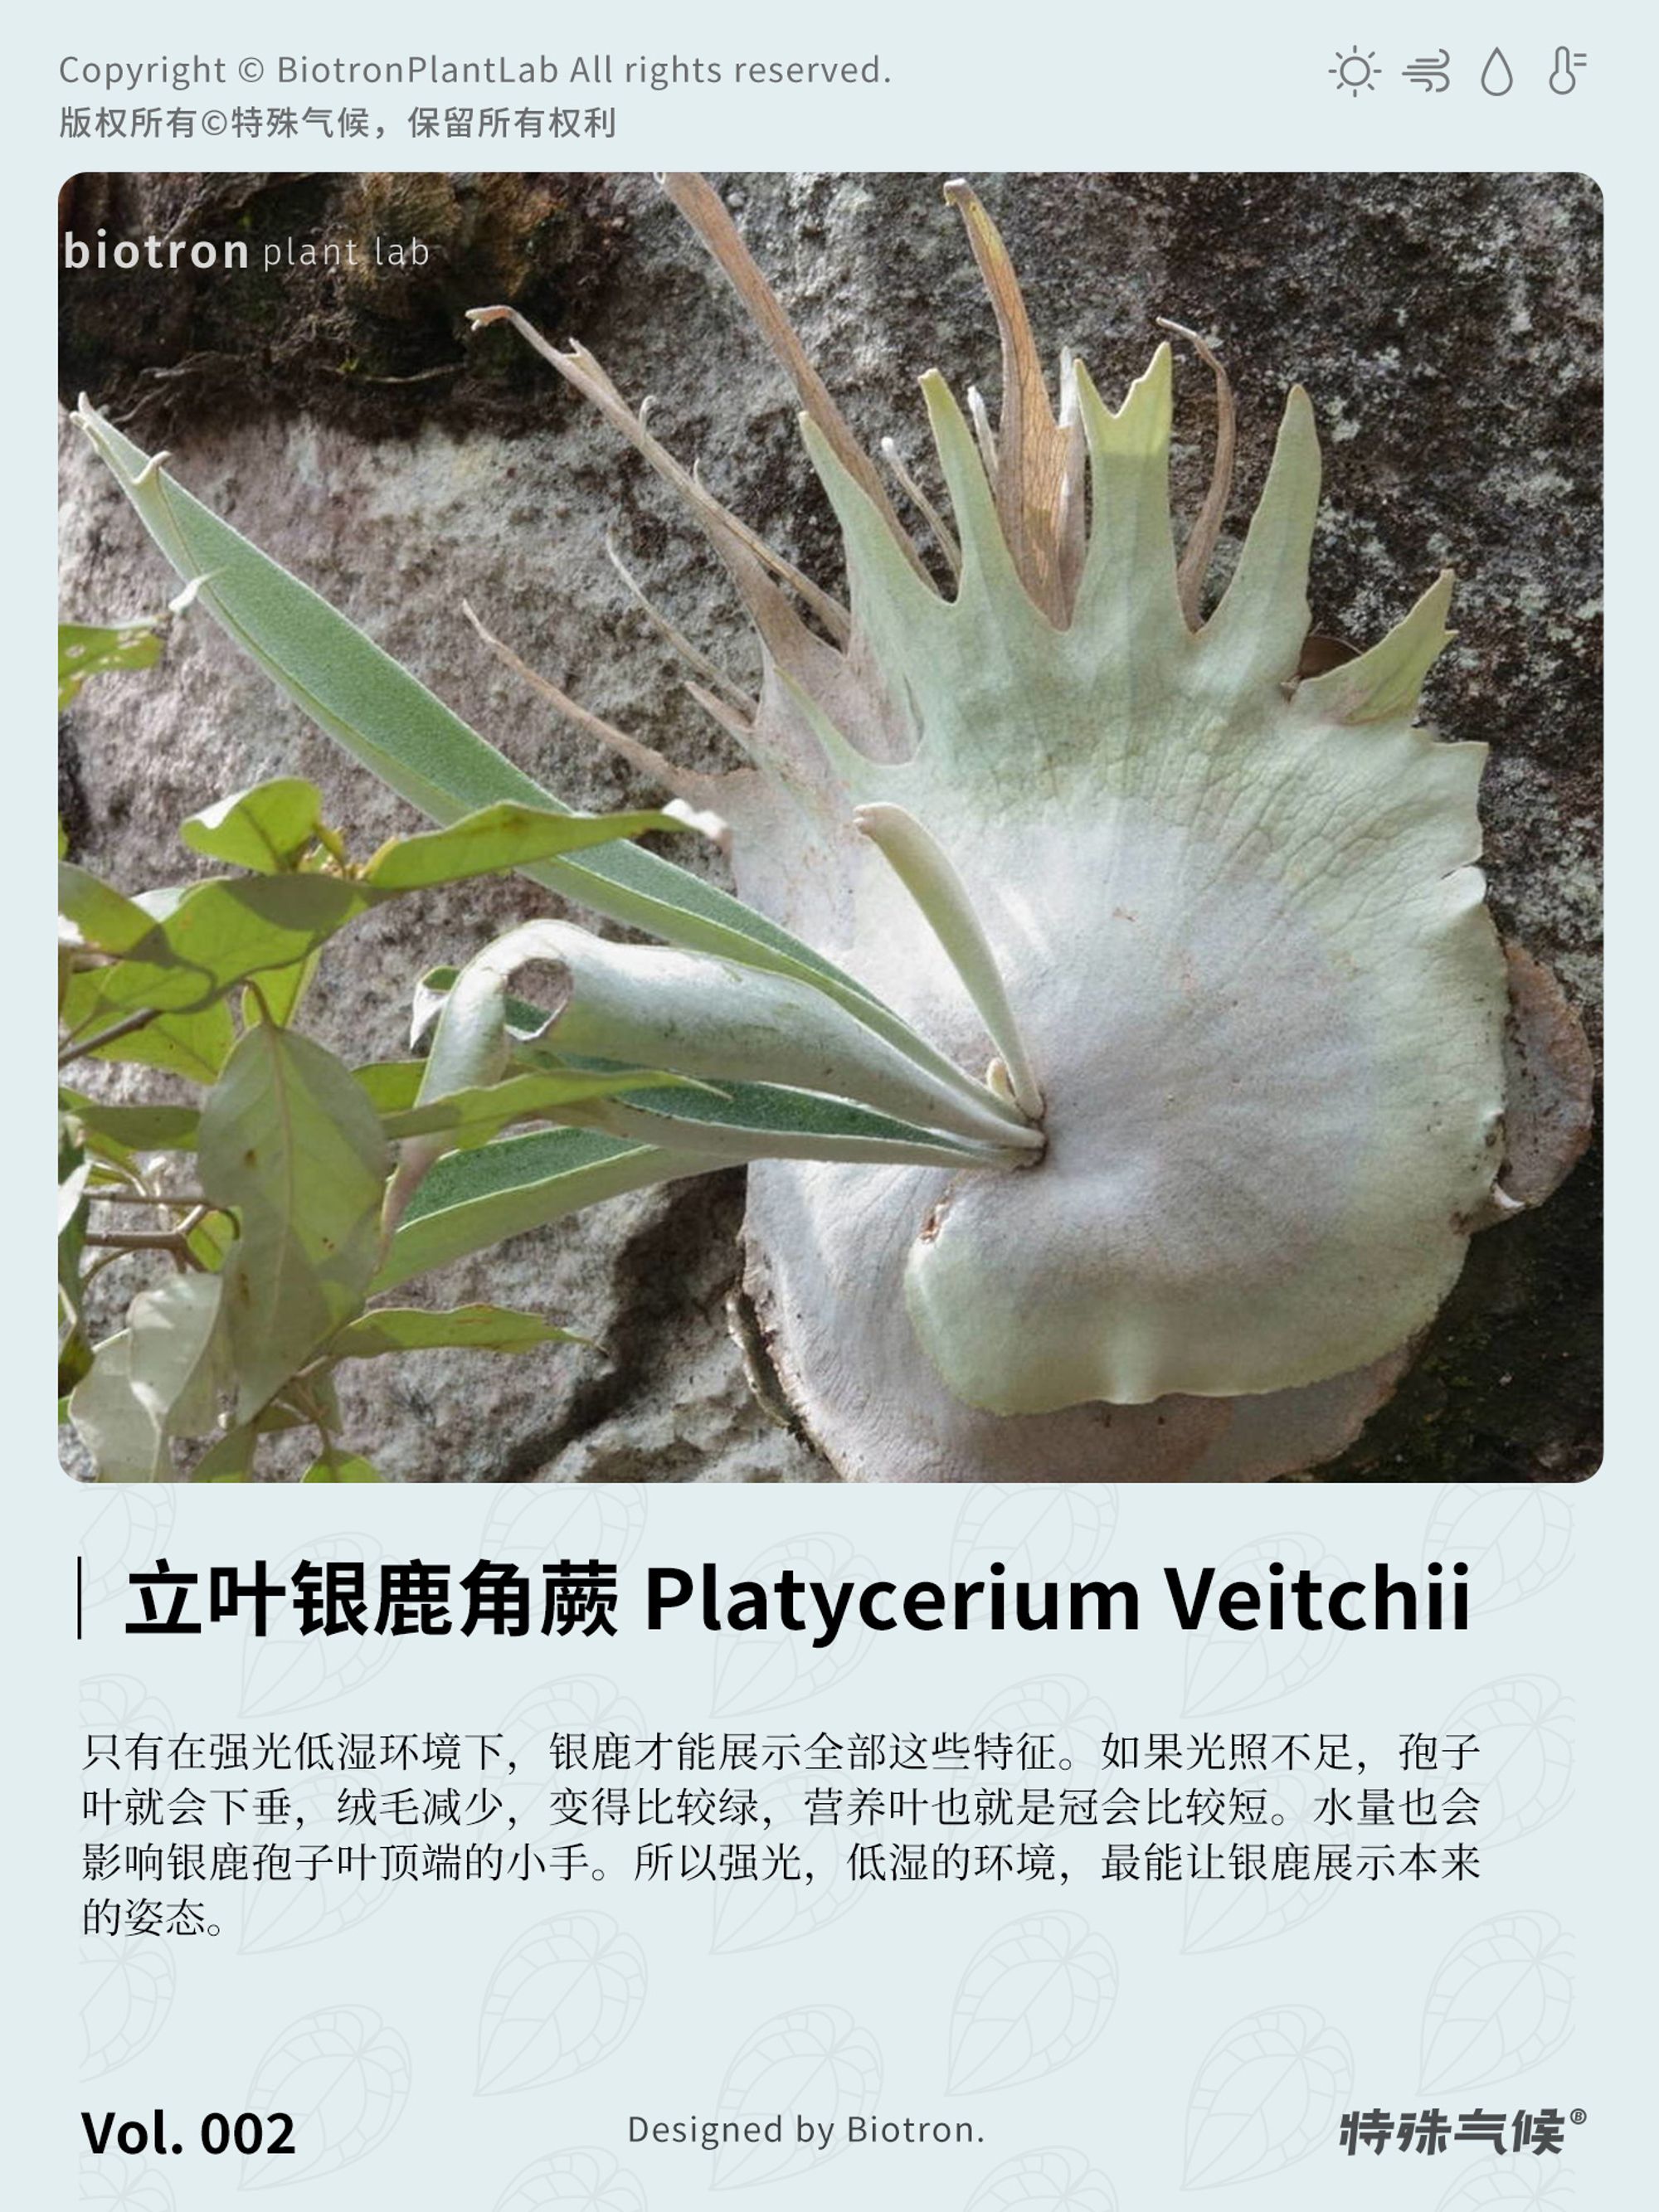 Copyright © BiotronPlantLab All rights reserved.
版权所有©特殊气候，保留所有权利
biotron plant lab
立叶银鹿角蕨 Platycerium Veitchii
只有在强光低湿环境下，银鹿才能展示全部这些特征。如果光照不足，孢子
叶就会下垂，绒毛减少，变得比较绿，营养叶也就是冠会比较短。水量也会
影响银鹿孢子叶顶端的小手。所以强光，低湿的环境，最能让银鹿展示本来
的姿态。
Vol. 002
Designed by Biotron.
特殊气候®